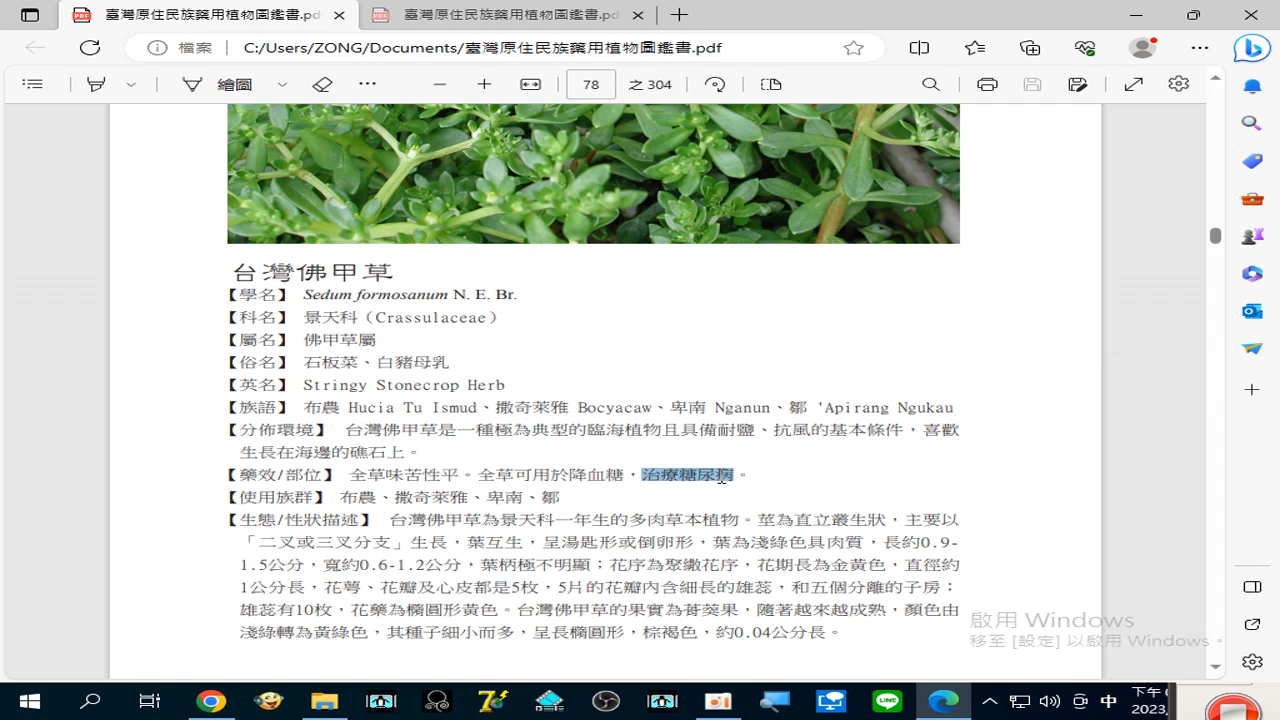 臺灣原住民族藥用植物圖鑑書.pdf
臺灣原住民族藥用植物圖鑑書.pdf
檔案 C:/Users/ZONG/Documents/臺灣原住民族藥用植物圖鑑書.pdf
繪圖 78 之 304
台灣佛甲草
【學名】 Sedum formosanum N. E. Br.
【科名】 景天科（Crassulaceae）
【屬名】 佛甲草屬
【俗名】 石板菜、白豬母乳
【英名】 Stringy Stonecrop Herb
【族語】 布農 Hucia Tu Ismud、撒奇萊雅 Bocyacaw、卑南 Nganun、鄒 'Apirang Ngukau
【分佈環境】 台灣佛甲草是一種極為典型的臨海植物且具備耐鹽、抗風的基本條件，喜歡
生長在海邊的礁石上。
【藥效/部位】 全草味苦性平。全草可用於降血糖，治療糖尿病。
【使用族群】 布農、撒奇萊雅、卑南、鄒
【生態/性狀描述】 台灣佛甲草為景天科一年生的多肉草本植物。莖為直立叢生狀，主要以
「二叉或三叉分支」生長，葉互生，呈湯匙形或倒卵形，葉為淺綠色具肉質，長約0.9-
1.5公分，寬約0.6-1.2公分，葉柄極不明顯；花序為聚繖花序，花期長為金黃色，直徑約
1公分長，花萼、花瓣及心皮都是5枚，5片的花瓣內含細長的雄蕊，和五個分離的子房；
雄蕊有10枚，花藥為橢圓形黃色。台灣佛甲草的果實為蓇葖果，隨著越來越成熟，顏色由
淺綠轉為黃綠色，其種子細小而多，呈長橢圓形，棕褐色，約0.04公分長。
啟用 Windows
移至 [設定] 以啟用 Windows。
中 下午
2023